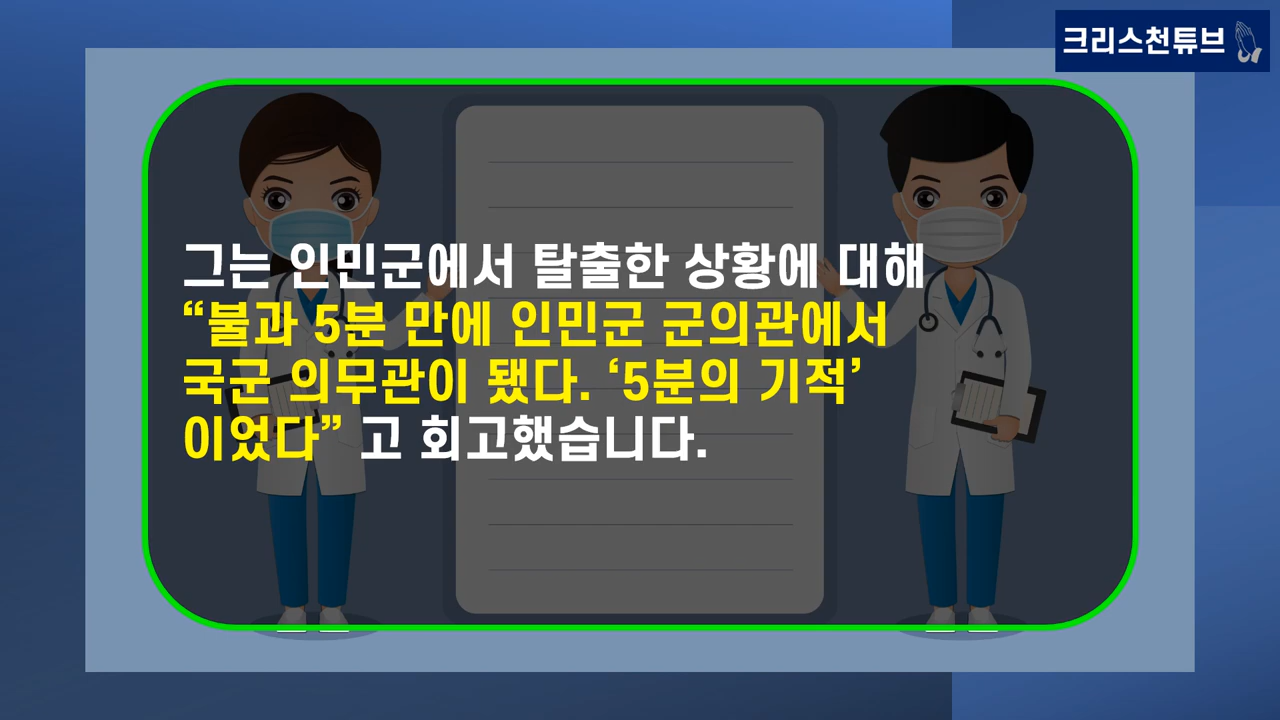 크리스천튜브
그는 인민군에서 탈출한 상황에 대해
“불과 5분 만에 인민군 군의관에서
국군 의무관이 됐다. ‘5분의 기적’
이었다” 고 회고했습니다.